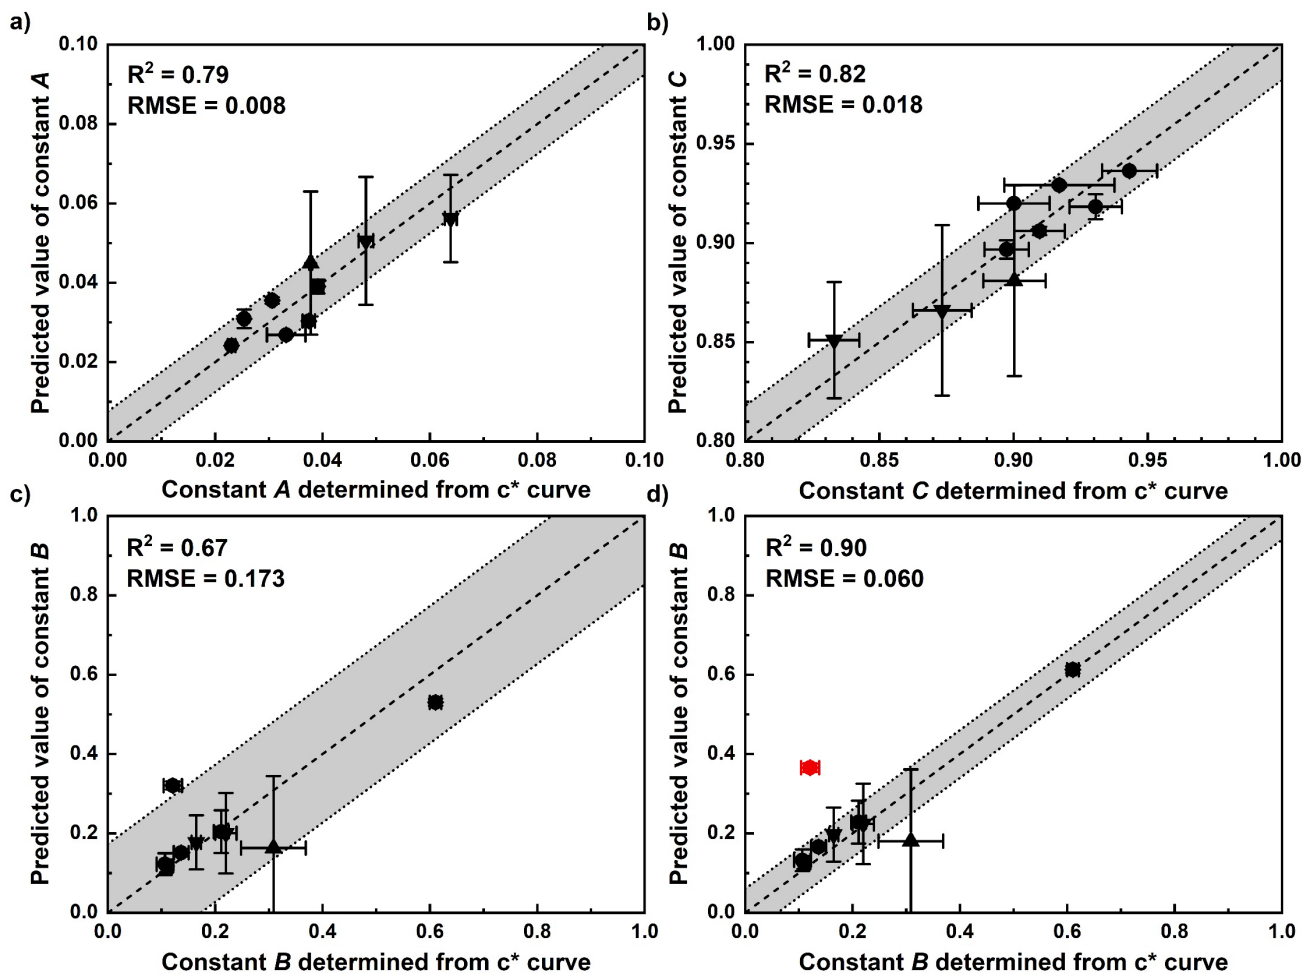 a)
R² = 0.79
RMSE = 0.008
Predicted value of constant A
0.10
0.08
0.06
0.04
0.02
0.00
0.00 0.02 0.04 0.06 0.08 0.10
Constant A determined from c* curve
b)
R² = 0.82
RMSE = 0.018
Predicted value of constant C
1.00
0.95
0.90
0.85
0.80
0.80 0.85 0.90 0.95 1.00
Constant C determined from c* curve
c)
R² = 0.67
RMSE = 0.173
Predicted value of constant B
1.0
0.8
0.6
0.4
0.2
0.0
0.0 0.2 0.4 0.6 0.8 1.0
Constant B determined from c* curve
d)
R² = 0.90
RMSE = 0.060
Predicted value of constant B
1.0
0.8
0.6
0.4
0.2
0.0
0.0 0.2 0.4 0.6 0.8 1.0
Constant B determined from c* curve